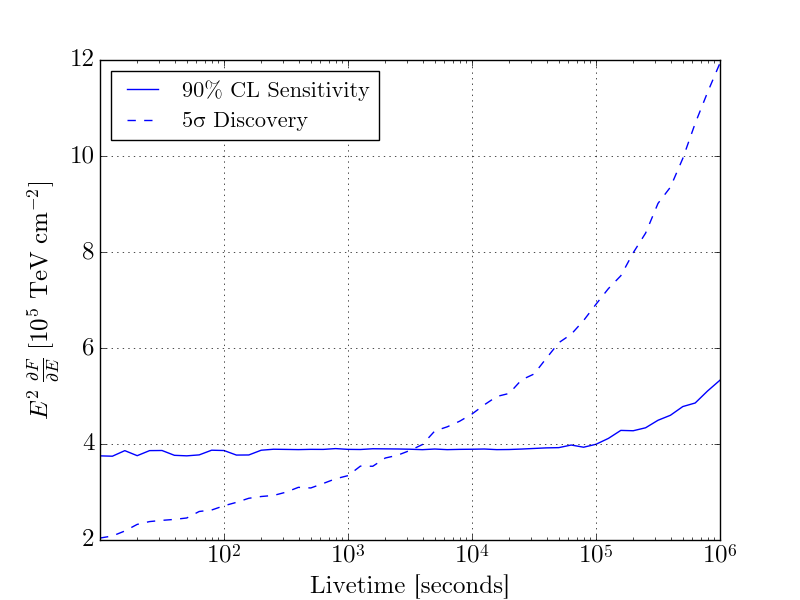 12
10
8
6
4
2
90% CL Sensitivity
5σ Discovery
E² ∂F/∂E [10⁵ TeV cm⁻²]
10² 10³ 10⁴ 10⁵ 10⁶
Livetime [seconds]